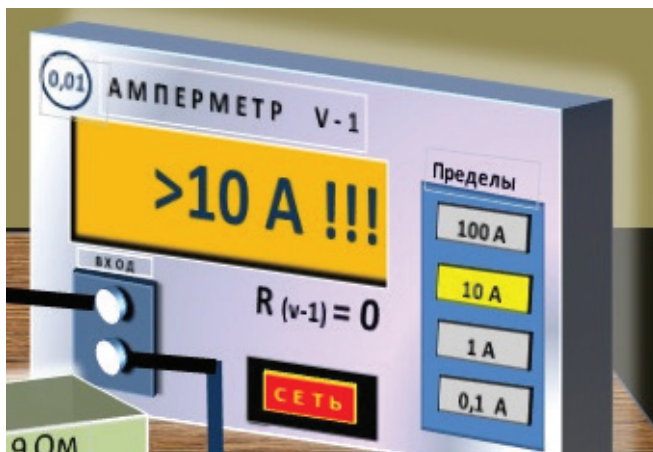 0,01
АМПЕРМЕТР V-1
>10 А !!!
Пределы
100 А
10 А
1 А
0,1 А
ВХОД
R (v-1) = 0
СЕТЬ
9 Ом